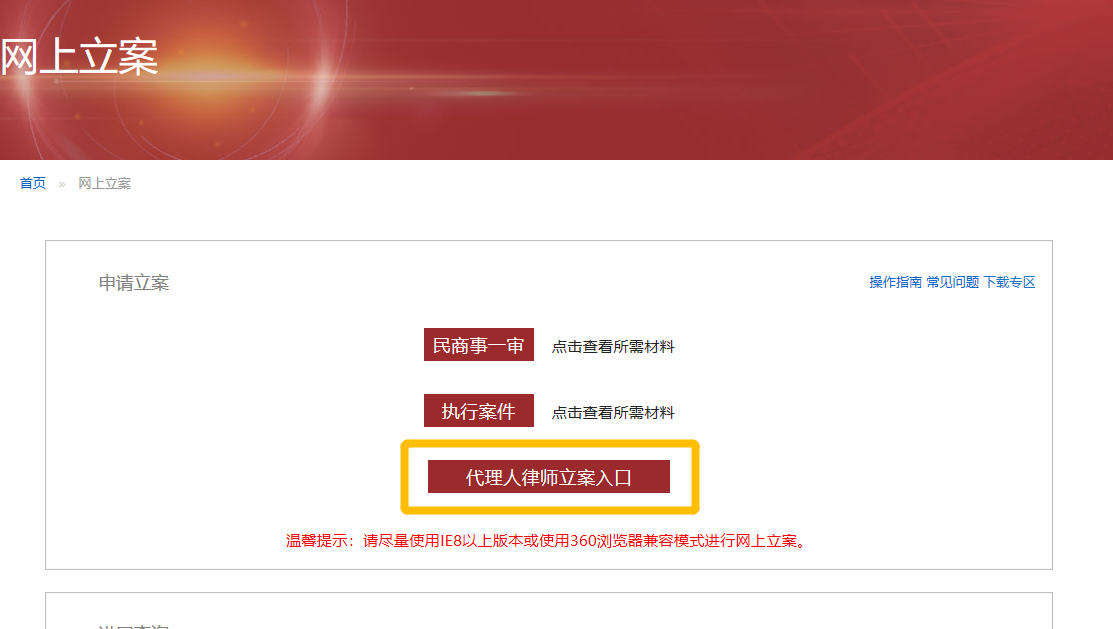 网上立案
首页 » 网上立案
申请立案
操作指南 常见问题 下载专区
民商事一审 点击查看所需材料
执行案件 点击查看所需材料
代理人律师立案入口
温馨提示：请尽量使用IE8以上版本或使用360浏览器兼容模式进行网上立案。